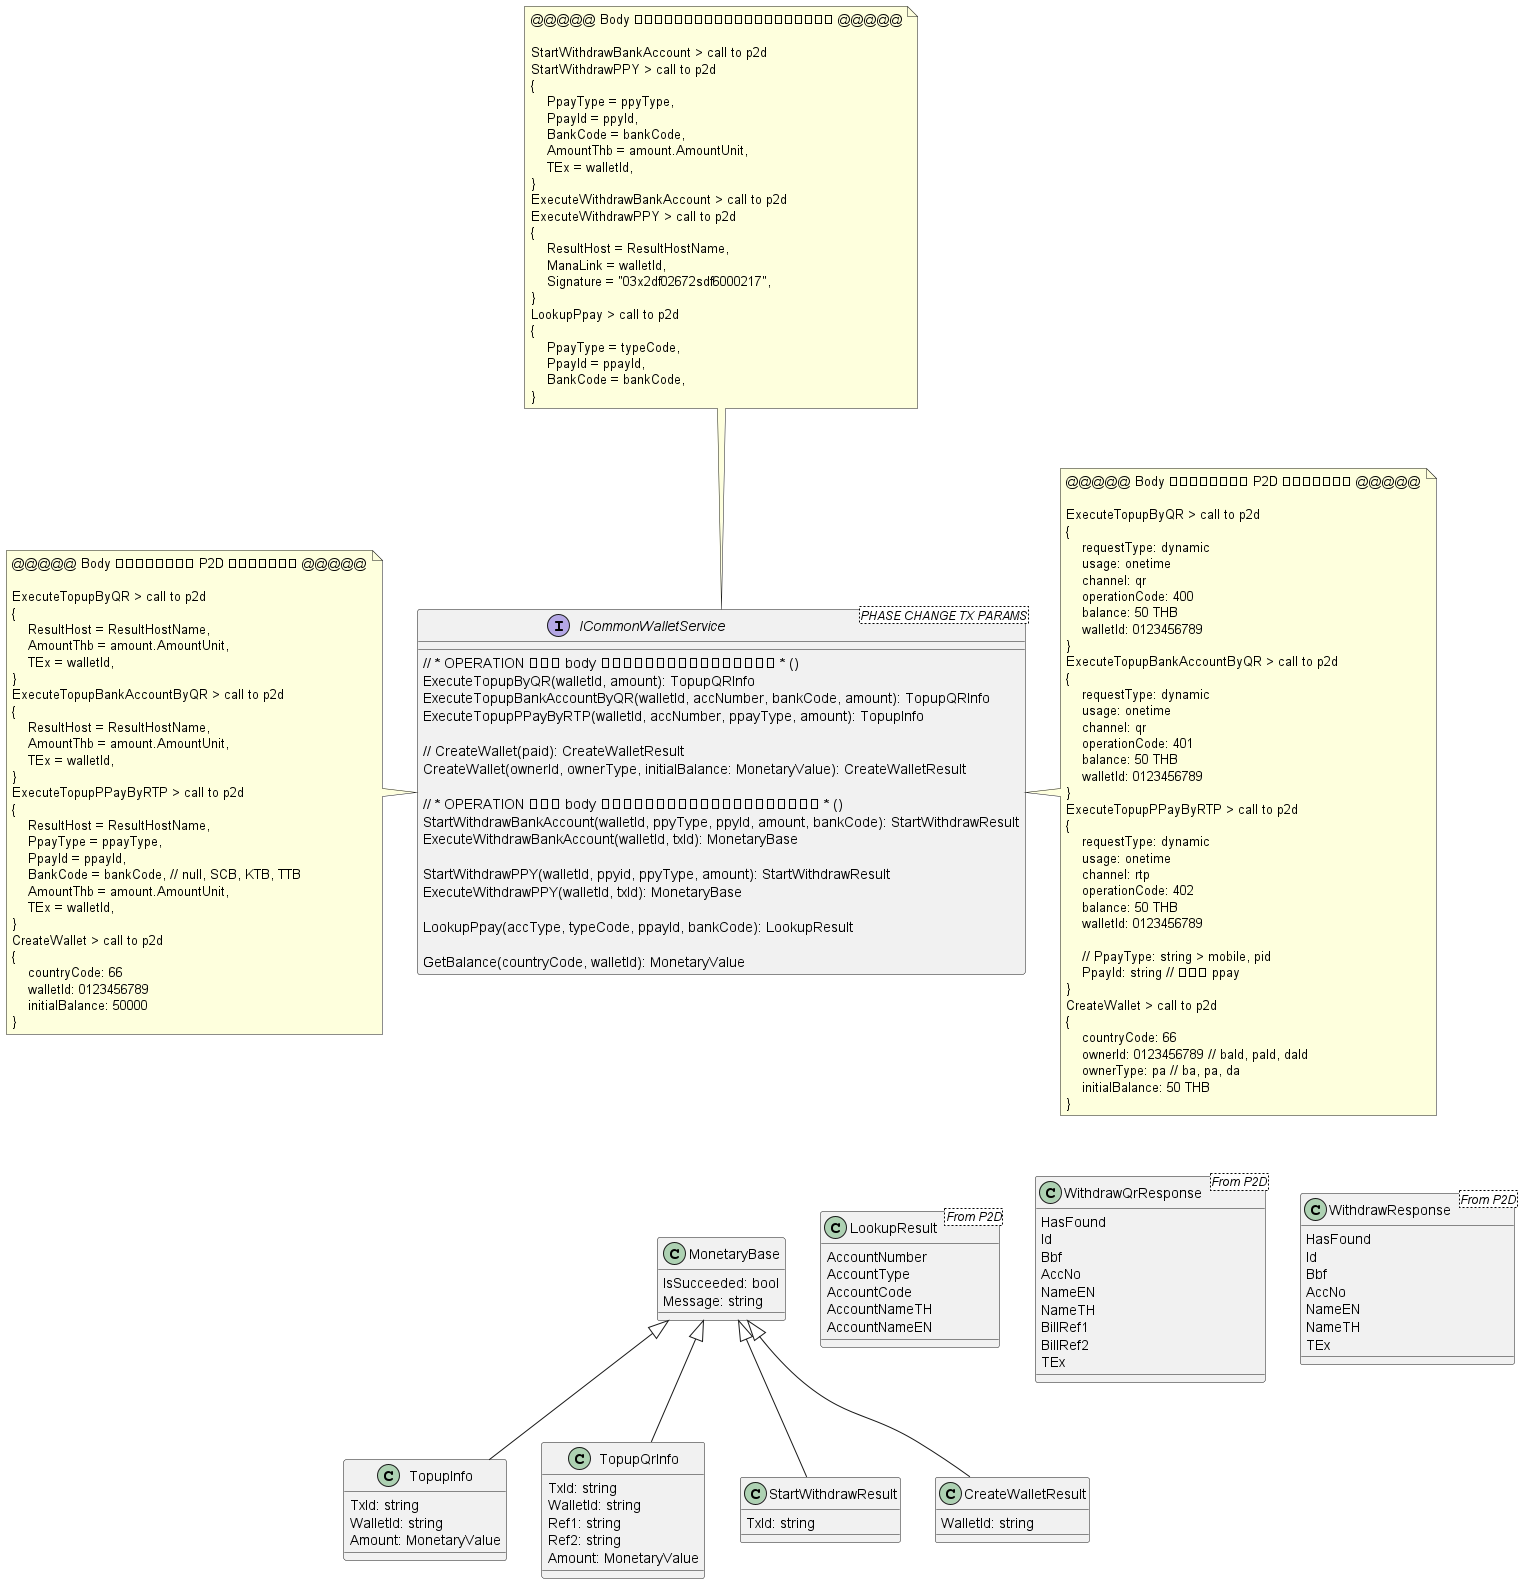 @@@@@ Body @@@@@
StartWithdrawBankAccount > call to p2d
StartWithdrawPPY > call to p2d
{
PpayType = ppyType,
PpayId = ppyId,
BankCode = bankCode,
AmountThb = amount.AmountUnit,
TEx = walletId,
}
ExecuteWithdrawBankAccount > call to p2d
ExecuteWithdrawPPY > call to p2d
{
ResultHost = ResultHostName,
ManaLink = walletId,
Signature = "03x2df02672sdf6000217",
}
LookupPpay > call to p2d
{
PpayType = typeCode,
PpayId = ppayId,
BankCode = bankCode,
}
@@@@@ Body P2D @@@@@
ExecuteTopupByQR > call to p2d
{
ResultHost = ResultHostName,
AmountThb = amount.AmountUnit,
TEx = walletId,
}
ExecuteTopupBankAccountByQR > call to p2d
{
ResultHost = ResultHostName,
AmountThb = amount.AmountUnit,
TEx = walletId,
}
ExecuteTopupPPayByRTP > call to p2d
{
ResultHost = ResultHostName,
PpayType = ppayType,
PpayId = ppayId,
BankCode = bankCode, // null, SCB, KTB, TTB
AmountThb = amount.AmountUnit,
TEx = walletId,
}
CreateWallet > call to p2d
{
countryCode: 66
walletId: 0123456789
initialBalance: 50000
}
ICommonWalletService
PHASE CHANGE TX PARAMS
// * OPERATION body * ()
ExecuteTopupByQR(walletId, amount): TopupQRInfo
ExecuteTopupBankAccountByQR(walletId, accNumber, bankCode, amount): TopupQRInfo
ExecuteTopupPPayByRTP(walletId, accNumber, ppayType, amount): TopupInfo
// CreateWallet(paid): CreateWalletResult
CreateWallet(ownerId, ownerType, initialBalance: MonetaryValue): CreateWalletResult
// * OPERATION body * ()
StartWithdrawBankAccount(walletId, ppyType, ppyId, amount, bankCode): StartWithdrawResult
ExecuteWithdrawBankAccount(walletId, txId): MonetaryBase
StartWithdrawPPY(walletId, ppyid, ppyType, amount): StartWithdrawResult
ExecuteWithdrawPPY(walletId, txId): MonetaryBase
LookupPpay(accType, typeCode, ppayId, bankCode): LookupResult
GetBalance(countryCode, walletId): MonetaryValue
@@@@@ Body P2D @@@@@
ExecuteTopupByQR > call to p2d
{
requestType: dynamic
usage: onetime
channel: qr
operationCode: 400
balance: 50 THB
walletId: 0123456789
}
ExecuteTopupBankAccountByQR > call to p2d
{
requestType: dynamic
usage: onetime
channel: qr
operationCode: 401
balance: 50 THB
walletId: 0123456789
}
ExecuteTopupPPayByRTP > call to p2d
{
requestType: dynamic
usage: onetime
channel: rtp
operationCode: 402
balance: 50 THB
walletId: 0123456789
// PpayType: string > mobile, pid
PpayId: string // ppay
}
CreateWallet > call to p2d
{
countryCode: 66
ownerId: 0123456789 // baId, paId, daId
ownerType: pa // ba, pa, da
initialBalance: 50 THB
}
MonetaryBase
IsSucceeded: bool
Message: string
LookupResult
From P2D
AccountNumber
AccountType
AccountCode
AccountNameTH
AccountNameEN
WithdrawQrResponse
From P2D
HasFound
Id
Bbf
AccNo
NameEN
NameTH
BillRef1
BillRef2
TEx
WithdrawResponse
From P2D
HasFound
Id
Bbf
AccNo
NameEN
NameTH
TEx
TopupInfo
TxId: string
WalletId: string
Amount: MonetaryValue
TopupQrInfo
TxId: string
WalletId: string
Ref1: string
Ref2: string
Amount: MonetaryValue
StartWithdrawResult
TxId: string
CreateWalletResult
WalletId: string